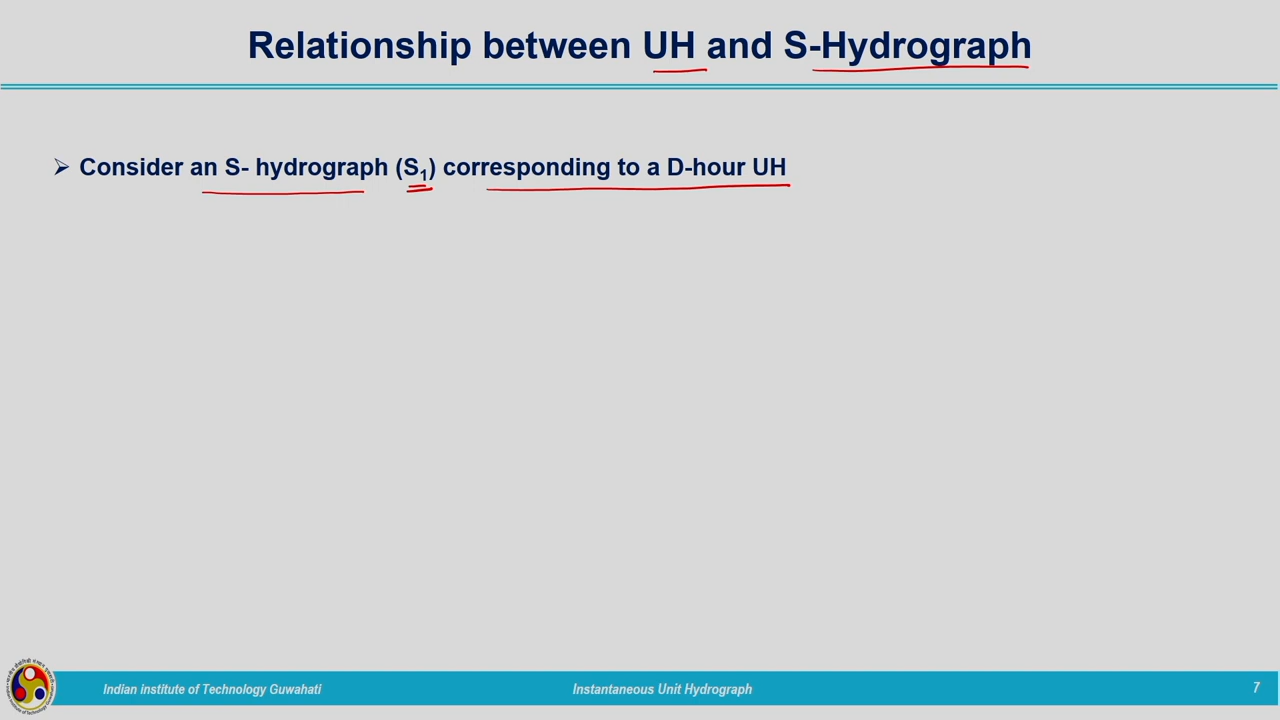 Relationship between UH and S-Hydrograph
➢ Consider an S- hydrograph (S₁) corresponding to a D-hour UH
Indian institute of Technology Guwahati
Instantaneous Unit Hydrograph
7